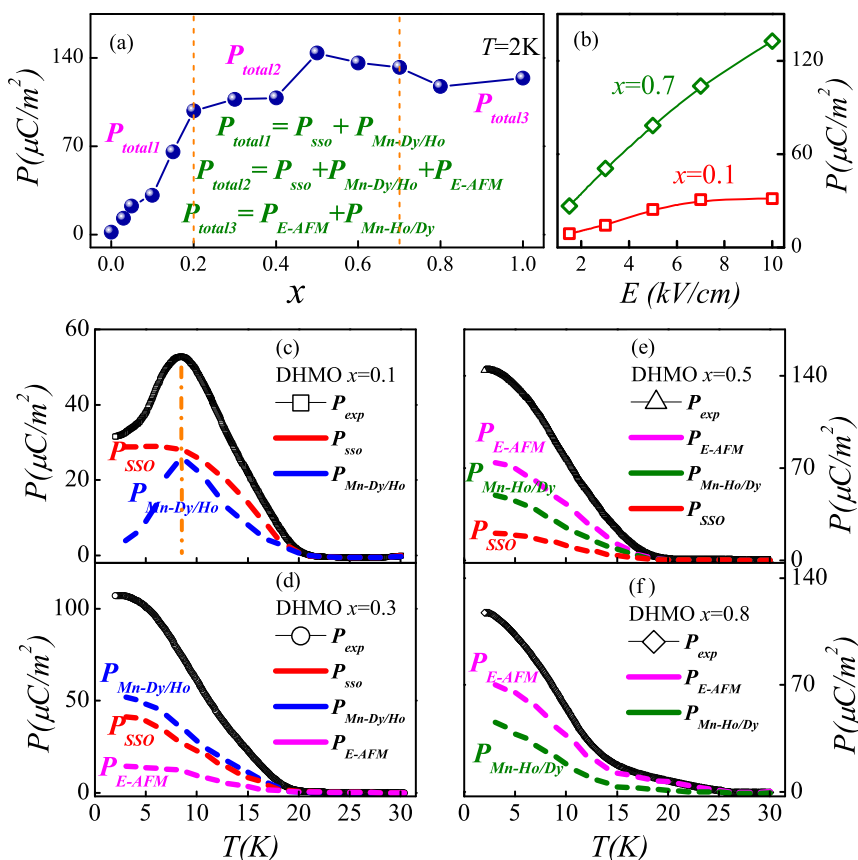 (a)
T=2K
P_total2
P_total1
P_total3
P_total1 = P_sso + P_Mn-Dy/Ho
P_total2 = P_sso + P_Mn-Dy/Ho + P_E-AFM
P_total3 = P_E-AFM + P_Mn-Ho/Dy
P(μC/m²)
140
70
0
0.0 0.2 0.4 0.6 0.8 1.0
x
(b)
x=0.7
x=0.1
120
60
0
P(μC/m²)
2 4 6 8 10
E (kV/cm)
(c)
DHMO x=0.1
P_exp
P_sso
P_Mn-Dy/Ho
P_SSO
P_Mn-Dy/Ho
P(μC/m²)
60
40
20
0
(e)
DHMO x=0.5
P_exp
P_E-AFM
P_Mn-Ho/Dy
P_SSO
P_E-AFM
P_Mn-Ho/Dy
P_SSO
140
70
0
P(μC/m²)
(d)
DHMO x=0.3
P_exp
P_sso
P_Mn-Dy/Ho
P_E-AFM
P_Mn-Dy/Ho
P_SSO
P_E-AFM
P(μC/m²)
100
50
0
0 5 10 15 20 25 30
T(K)
(f)
DHMO x=0.8
P_exp
P_E-AFM
P_Mn-Ho/Dy
P_E-AFM
P_Mn-Ho/Dy
140
70
0
P(μC/m²)
0 5 10 15 20 25 30
T(K)